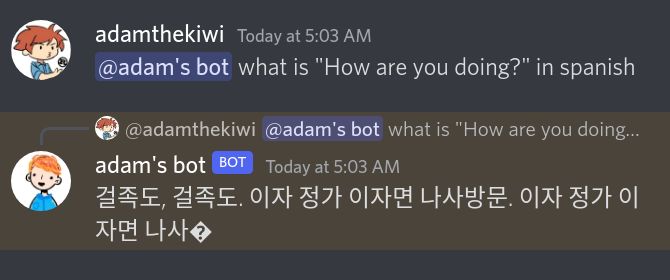 adamthekiwi Today at 5:03 AM
@adam's bot what is "How are you doing?" in spanish
@adamthekiwi @adam's bot what is "How are you doing...
adam's bot BOT Today at 5:03 AM
걸족도, 걸족도. 이자 정가 이자면 나사방문. 이자 정가 이
자면 나사�